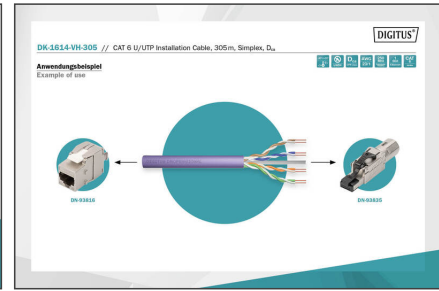 DIGITUS®
DK-1614-VH-305 // CAT 6 U/UTP Installation Cable, 305 m, Simplex, Dca
Anwendungsbeispiel
Example of use
DN-93816
DN-93835